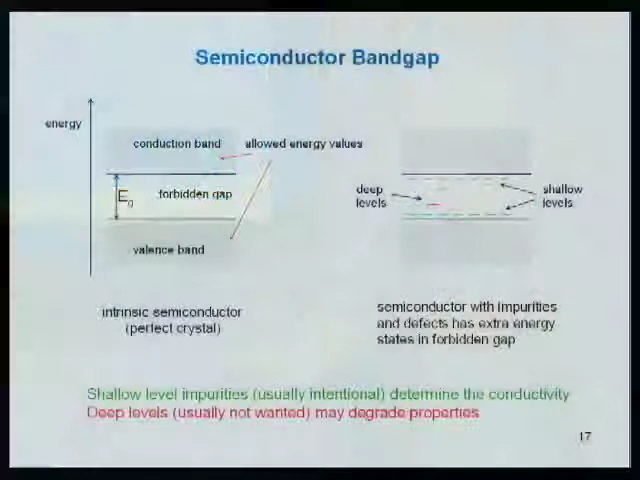 Semiconductor Bandgap
energy
conduction band
allowed energy values
Eg
forbidden gap
valence band
deep
levels
shallow
levels
intrinsic semiconductor
(perfect crystal)
semiconductor with impurities
and defects has extra energy
states in forbidden gap
Shallow level impurities (usually intentional) determine the conductivity
Deep levels (usually not wanted) may degrade properties
17